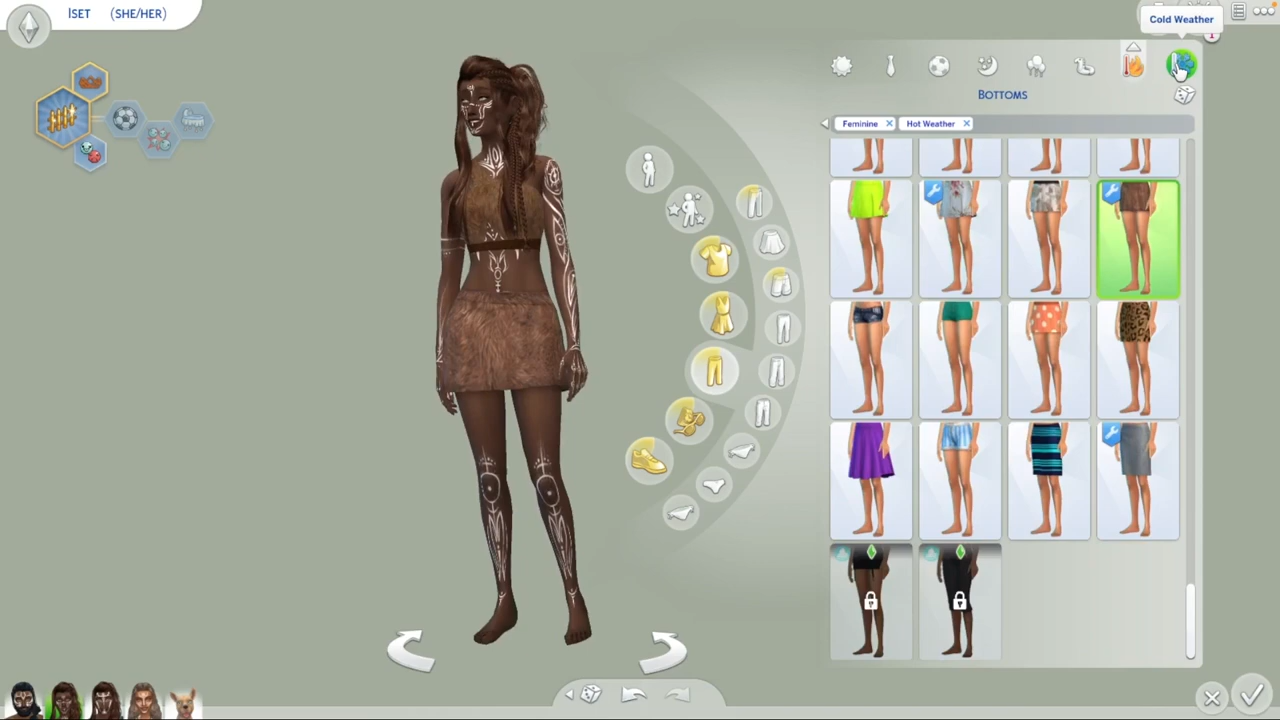 ISET (SHE/HER)
Cold Weather
BOTTOMS
Feminine
Hot Weather